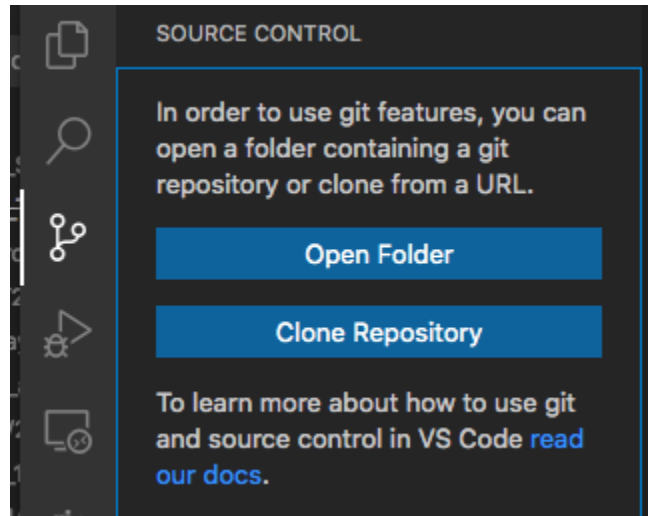 SOURCE CONTROL
In order to use git features, you can
open a folder containing a git
repository or clone from a URL.
Open Folder
Clone Repository
To learn more about how to use git
and source control in VS Code read
our docs.